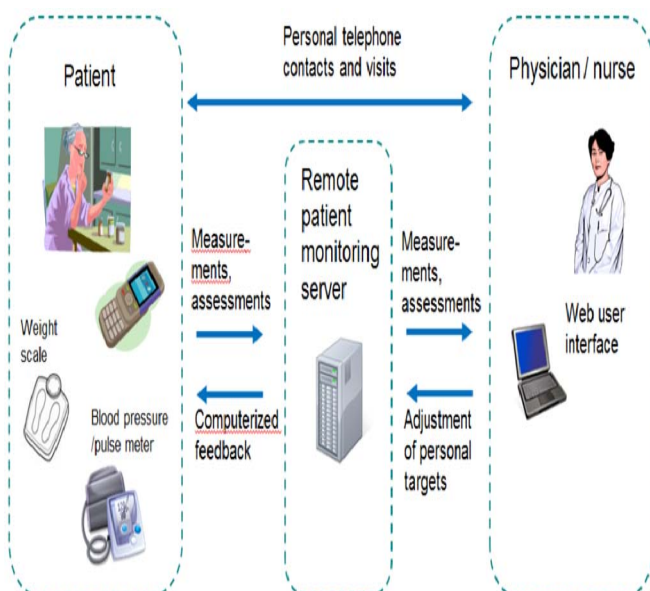 Personal telephone
contacts and visits
Patient
Physician / nurse
Remote
patient
monitoring
server
Measure-
ments,
assessments
Measure-
ments,
assessments
Web user
interface
Weight
scale
Blood pressure
/pulse meter
Computerized
feedback
Adjustment
of personal
targets